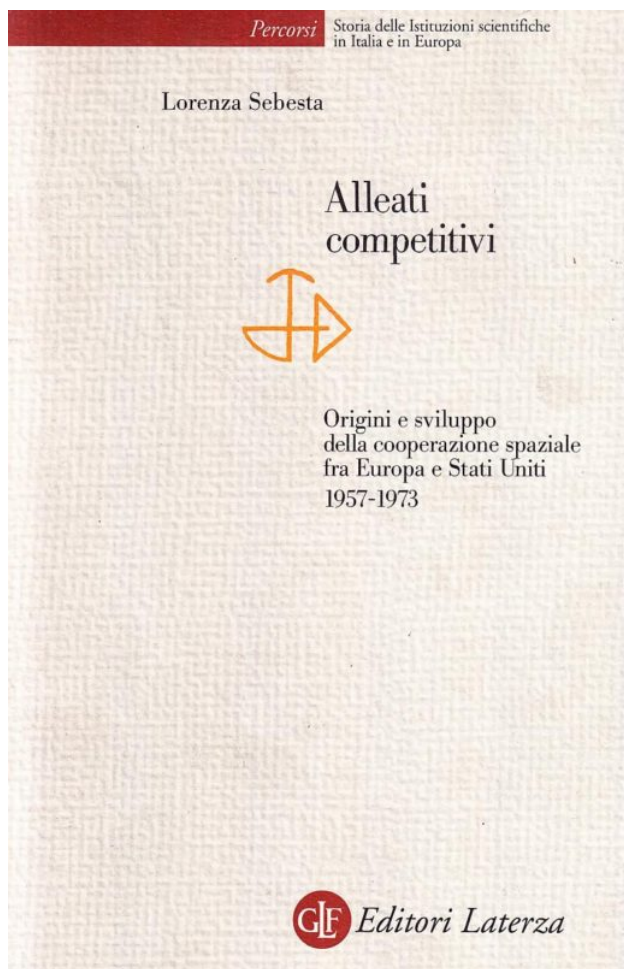 Percorsi
Storia delle Istituzioni scientifiche
in Italia e in Europa
Lorenza Sebesta
Alleati
competitivi
Origini e sviluppo
della cooperazione spaziale
fra Europa e Stati Uniti
1957-1973
GLF Editori Laterza